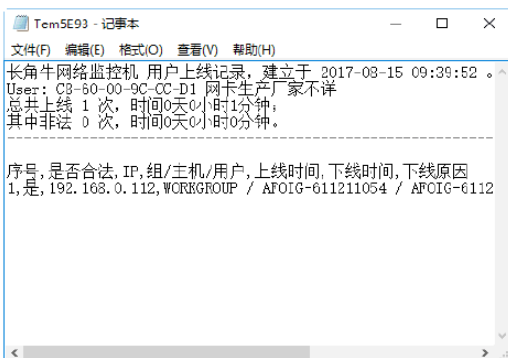 Tem5E93 - 记事本
文件(F) 编辑(E) 格式(O) 查看(V) 帮助(H)
长角牛网络监控机 用户上线记录，建立于 2017-08-15 09:39:52 。
User: C8-60-00-9C-CC-D1 网卡生产厂家不详
总共上线 1 次，时间0天0小时1分钟；
其中非法 0 次，时间0天0小时0分钟。
--------------------------------------------------------------
序号,是否合法,IP,组/主机/用户,上线时间,下线时间,下线原因
1,是,192.168.0.112,WORKGROUP / AFOIG-611211054 / AFOIG-6112